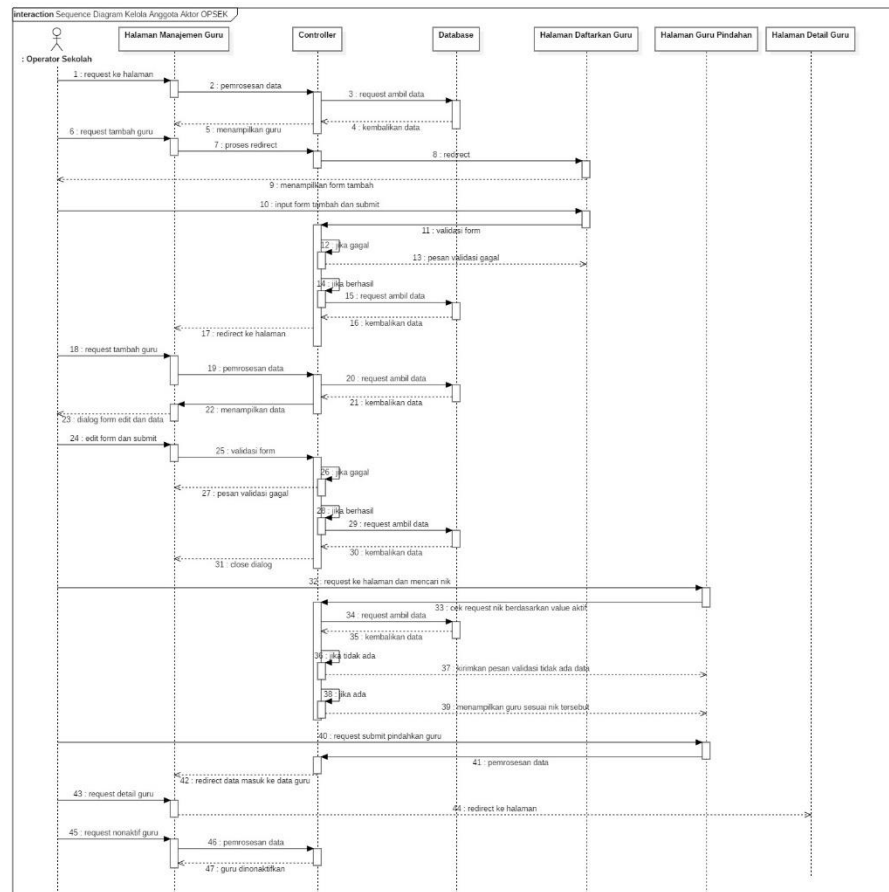 interaction Sequence Diagram Kelola Anggota Aktor OPSEK
Halaman Manajemen Guru
Controller
Database
Halaman Daftarkan Guru
Halaman Guru Pindahan
Halaman Detail Guru
: Operator Sekolah
1 : request ke halaman
2 : pemrosesan data
3 : request ambil data
4 : kembalikan data
5 : menampilkan guru
6 : request tambah guru
7 : proses redirect
8 : redirect
9 : menampilkan form tambah
10 : input form tambah dan submit
11 : validasi form
12 : jika gagal
13 : pesan validasi gagal
14 : jika berhasil
15 : request ambil data
16 : kembalikan data
17 : redirect ke halaman
18 : request tambah guru
19 : pemrosesan data
20 : request ambil data
21 : kembalikan data
22 : menampilkan data
23 : dialog form edit dan data
24 : edit form dan submit
25 : validasi form
26 : jika gagal
27 : pesan validasi gagal
28 : jika berhasil
29 : request ambil data
30 : kembalikan data
31 : close dialog
32 : request ke halaman dan mencari nik
33 : cek request nik berdasarkan value aktif
34 : request ambil data
35 : kembalikan data
36 : jika tidak ada
37 : kirimkan pesan validasi tidak ada data
38 : jika ada
39 : menampilkan guru sesuai nik tersebut
40 : request submit pindahkan guru
41 : pemrosesan data
42 : redirect data masuk ke data guru
43 : request detail guru
44 : redirect ke halaman
45 : request nonaktif guru
46 : pemrosesan data
47 : guru dinonaktifkan